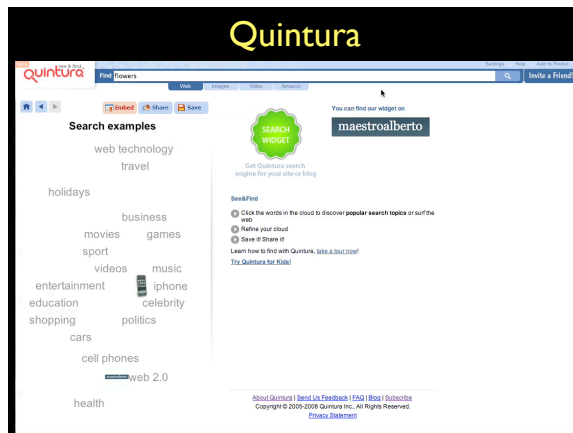 Quintura
BETA
see & find
Quintura
Settings Help Add to Firefox
Find flowers
Invite a Friend!
Web Images Video Amazon
Embed Share Save
Search examples
web technology
travel
holidays
business
movies games
sport
videos music
entertainment iphone
education celebrity
shopping politics
cars
cell phones
web 2.0
health
SEARCH
WIDGET
Get Quintura search
engine for your site or blog
You can find our widget on
maestroalberto
See&Find
Click the words in the cloud to discover popular search topics or surf the
web
Refine your cloud
Save it! Share it!
Learn how to find with Quintura, take a tour now!
Try Quintura for Kids!
About Quintura | Send Us Feedback | FAQ | Blog | Subscribe
Copyright © 2005-2008 Quintura Inc., All Rights Reserved.
Privacy Statement